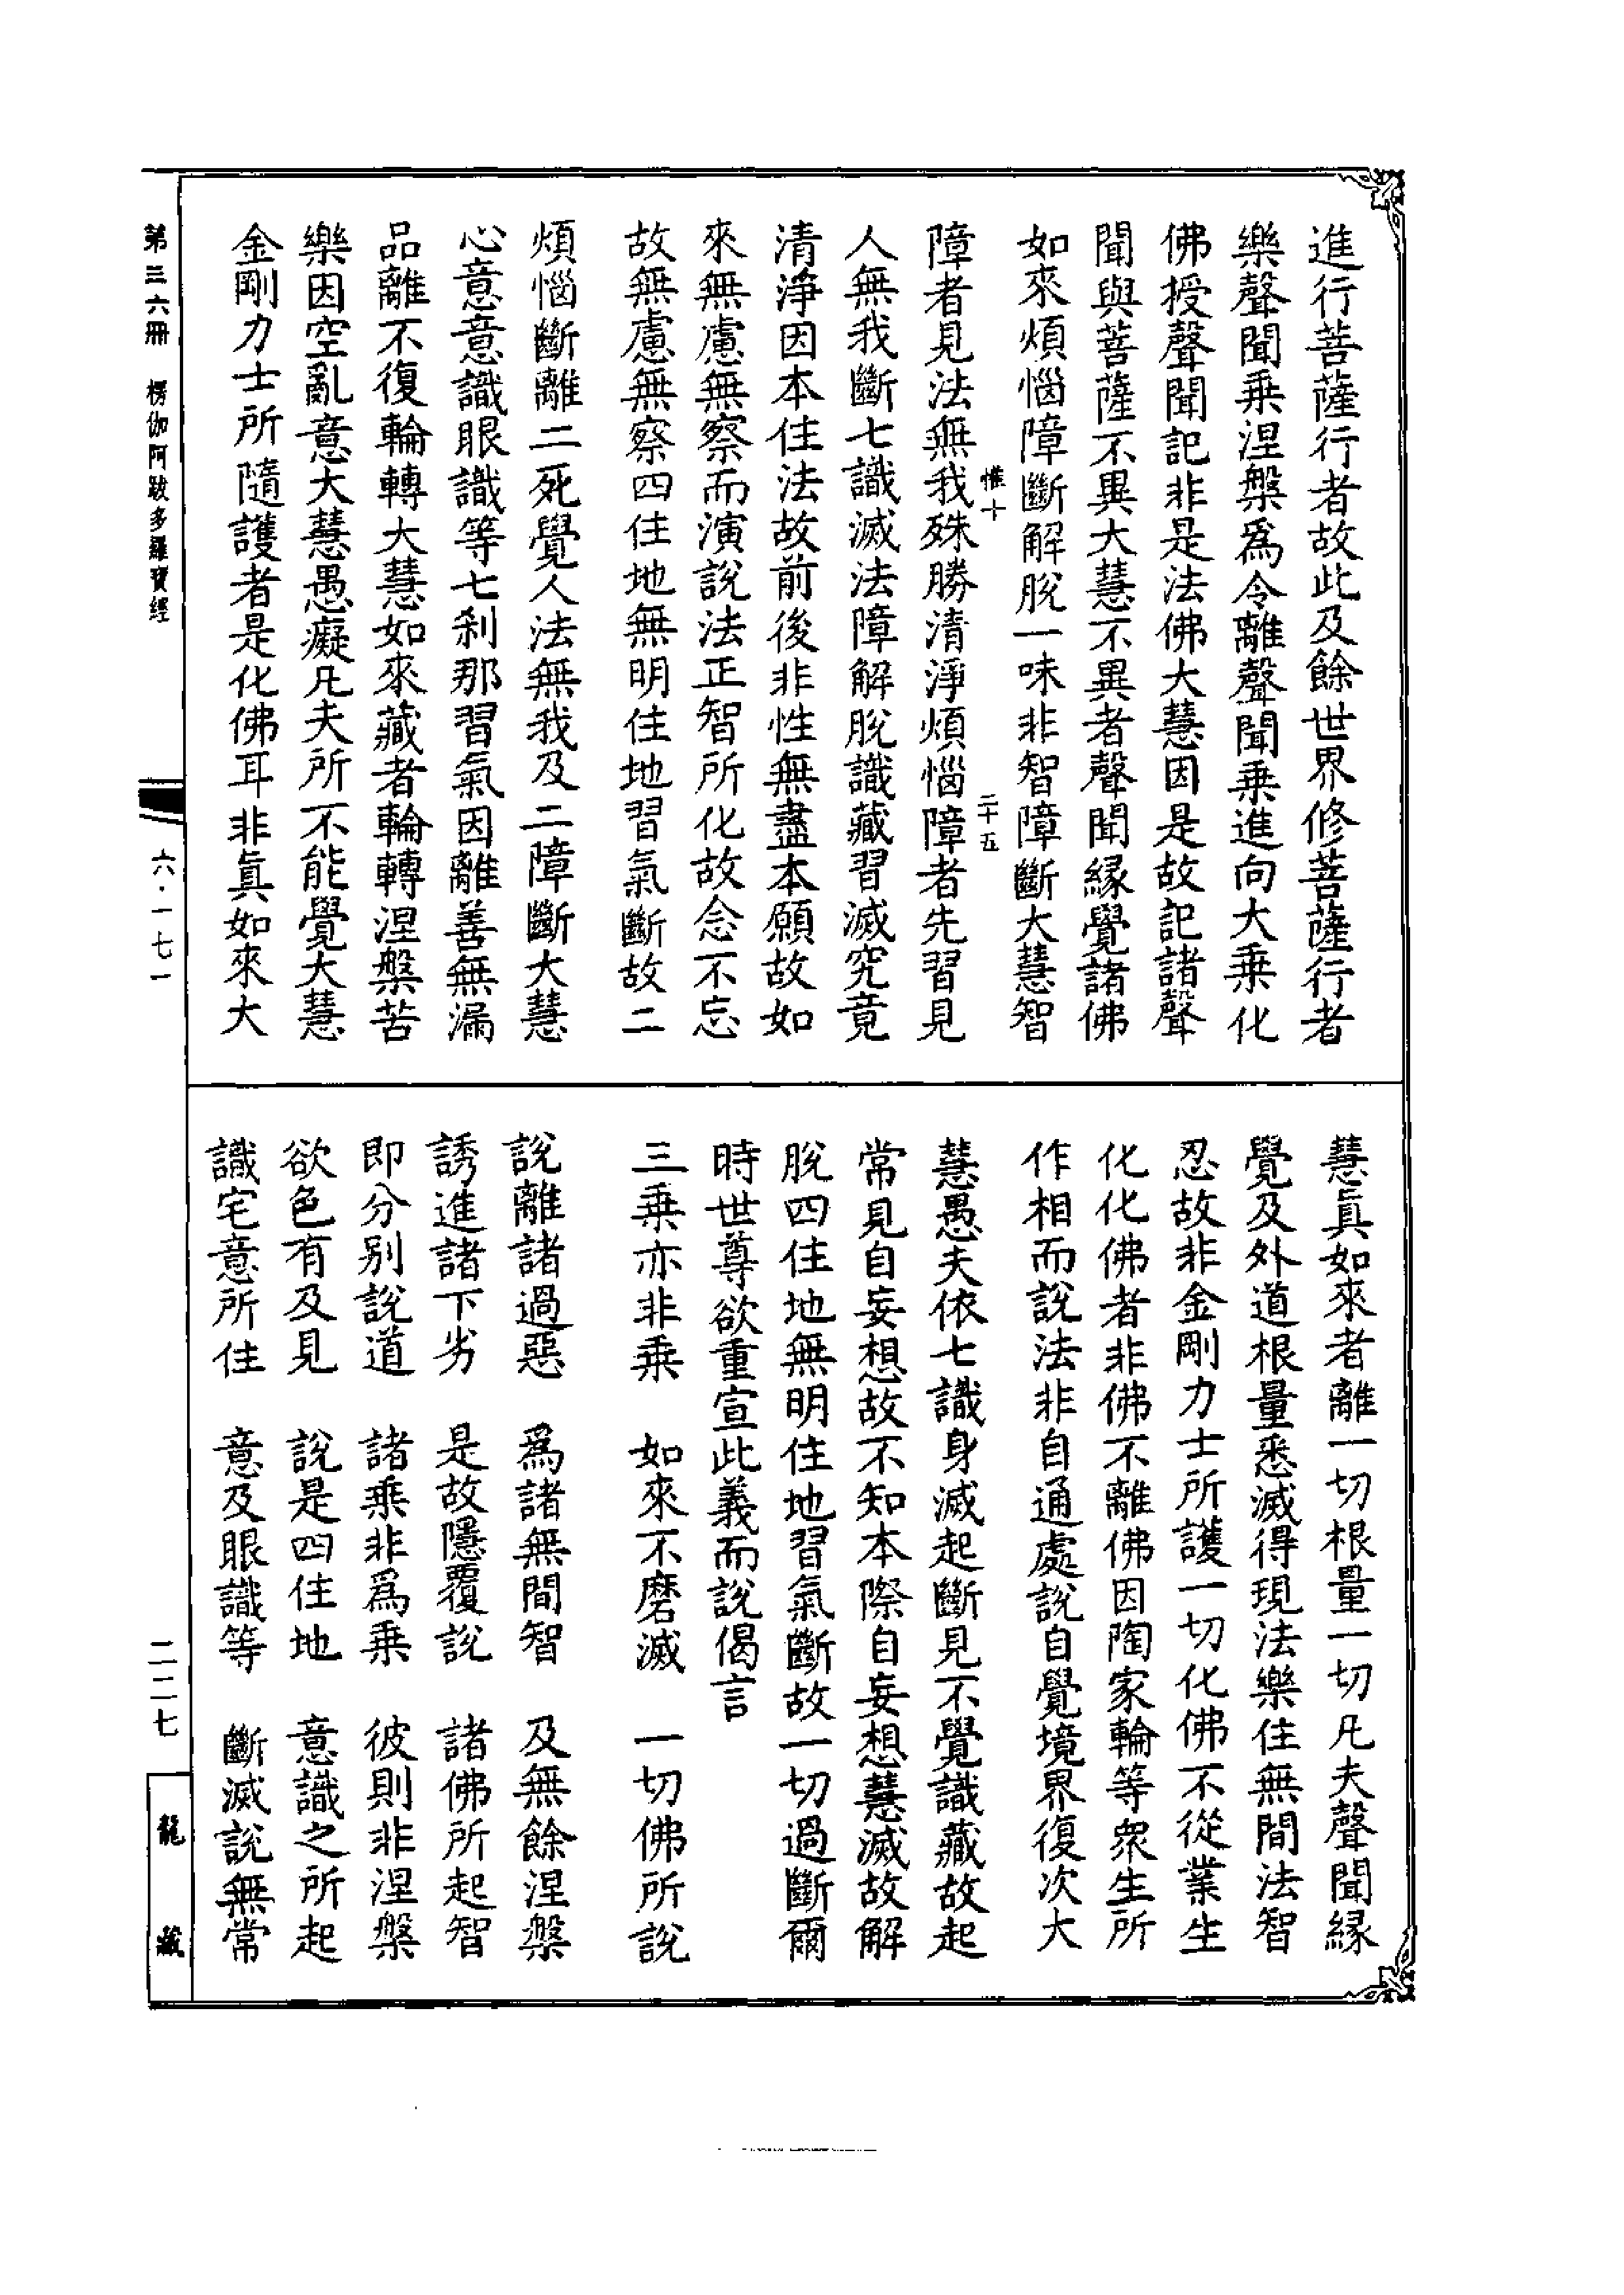 進行菩薩行者故此及餘世界修菩薩行者
樂聲聞乗涅槃爲令離聲聞乗進向大乗化
佛授聲聞記非是法佛大慧因是故記諸聲
聞與菩薩不異大慧不異者聲聞緣覺諸佛
如來煩惱障斷解脫一味非智障斷大慧智
惟十
二十五
障者見法無我殊勝清淨煩惱障者先習見
人無我斷七識滅法障解脫識藏習滅究竟
清淨因本住法故前後非性無盡本願故如
來無慮無察而演說法正智所化故念不忘
故無慮無察四住地無明住地習氣斷故二
煩惱斷離二死覺人法無我及二障斷大慧
心意意識眼識等七刹那習氣因離善無漏
品離不復輪轉大慧如來藏者輪轉涅槃苦
樂因空亂意大慧愚癡凡夫所不能覺大慧
金剛力士所隨護者是化佛耳非眞如來大
慧眞如來者離一切根量一切凡夫聲聞緣
覺及外道根量悉滅得現法樂住無間法智
忍故非金剛力士所護一切化佛不從業生
化化佛者非佛不離佛因陶家輪等衆生所
作相而說法非自通處說自覺境界復次大
慧愚夫依七識身滅起斷見不覺識藏故起
常見自妄想故不知本際自妄想慧滅故解
脫四住地無明住地習氣斷故一切過斷爾
時世尊欲重宣此義而說偈言
三乗亦非乗　如來不磨滅　一切佛所說
說離諸過惡　爲諸無間智　及無餘涅槃
誘進諸下劣　是故隱覆說　諸佛所起智
即分别說道　諸乗非爲乗　彼則非涅槃
欲色有及見　說是四住地　意識之所起
識宅意所住　意及眼識等　斷滅說無常
第三六冊　楞伽阿跋多羅寶經
六·一七一
二二七
龍藏